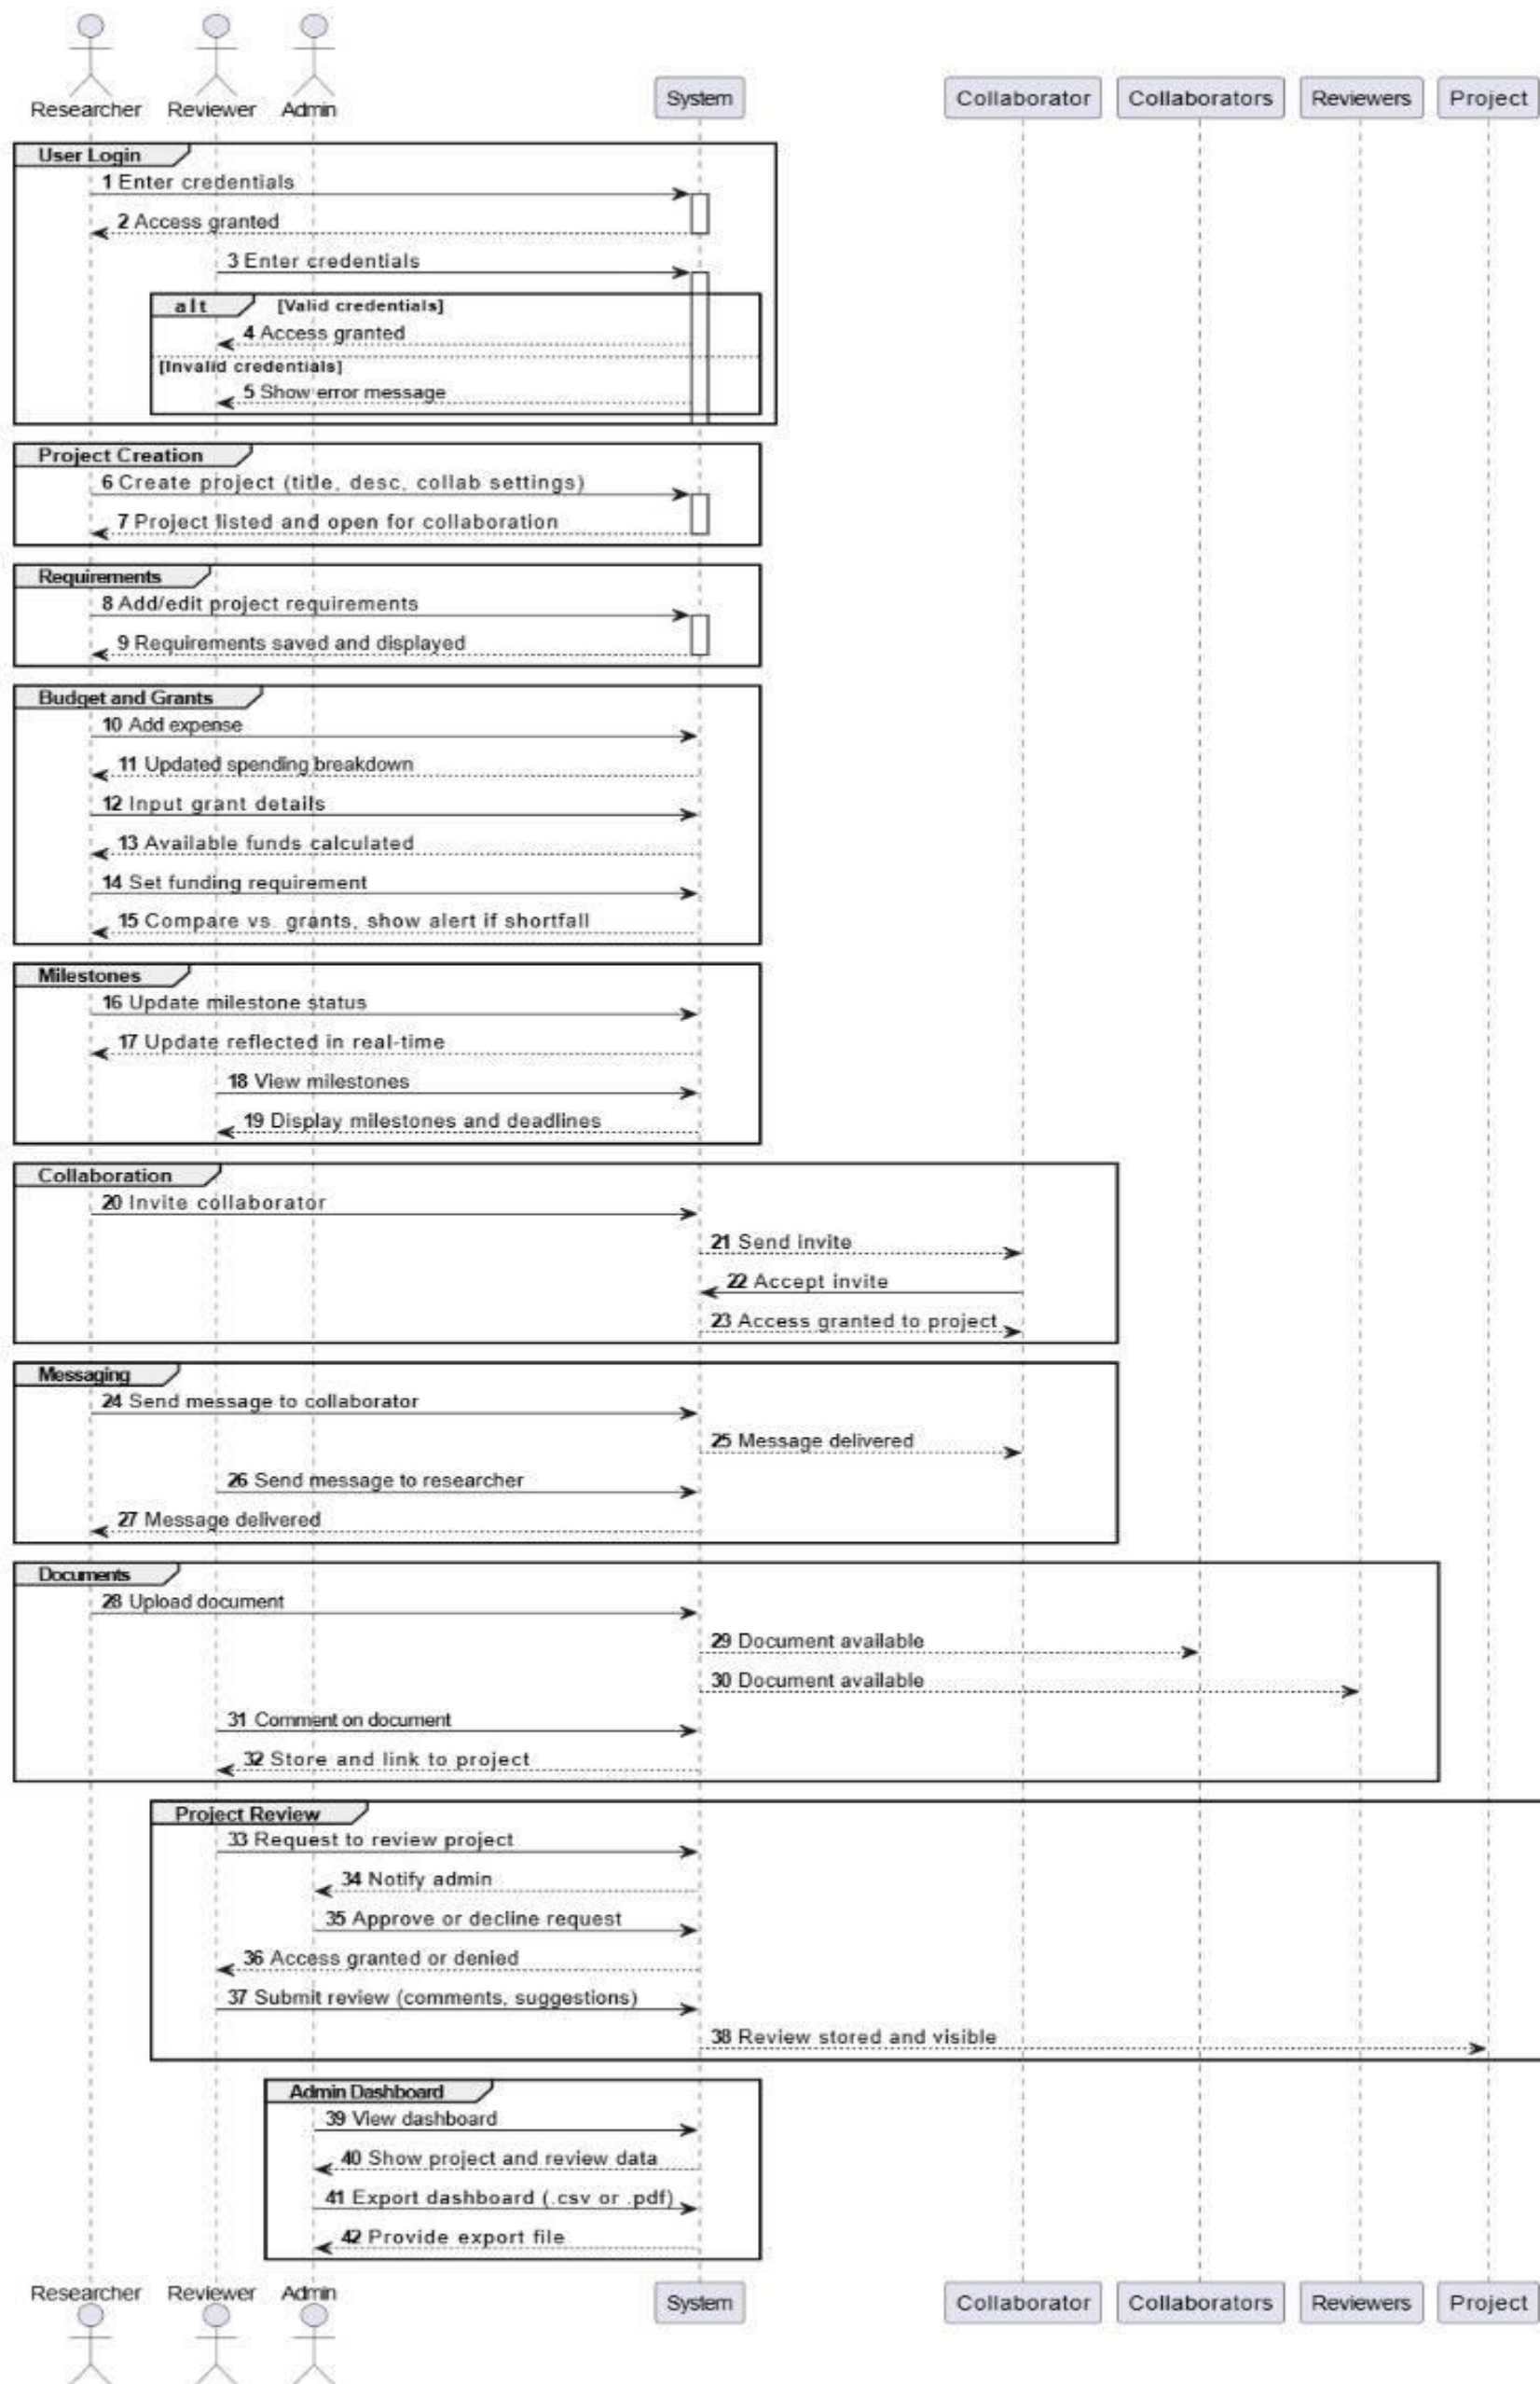 Researcher Reviewer Admin System Collaborator Collaborators Reviewers Project
User Login
1 Enter credentials
2 Access granted
3 Enter credentials
alt [Valid credentials]
4 Access granted
[Invalid credentials]
5 Show error message
Project Creation
6 Create project (title, desc, collab settings)
7 Project listed and open for collaboration
Requirements
8 Add/edit project requirements
9 Requirements saved and displayed
Budget and Grants
10 Add expense
11 Updated spending breakdown
12 Input grant details
13 Available funds calculated
14 Set funding requirement
15 Compare vs. grants, show alert if shortfall
Milestones
16 Update milestone status
17 Update reflected in real-time
18 View milestones
19 Display milestones and deadlines
Collaboration
20 Invite collaborator
21 Send invite
22 Accept invite
23 Access granted to project
Messaging
24 Send message to collaborator
25 Message delivered
26 Send message to researcher
27 Message delivered
Documents
28 Upload document
29 Document available
30 Document available
31 Comment on document
32 Store and link to project
Project Review
33 Request to review project
34 Notify admin
35 Approve or decline request
36 Access granted or denied
37 Submit review (comments, suggestions)
38 Review stored and visible
Admin Dashboard
39 View dashboard
40 Show project and review data
41 Export dashboard (.csv or .pdf)
42 Provide export file
Researcher Reviewer Admin System Collaborator Collaborators Reviewers Project